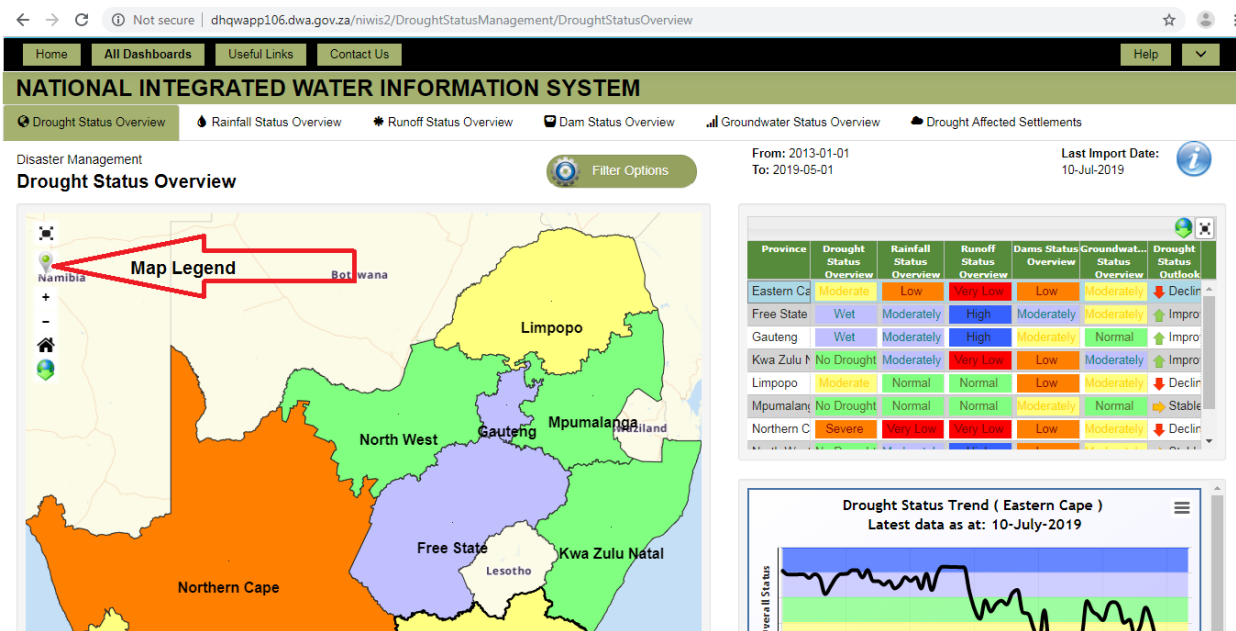 Not secure | dhqwapp106.dwa.gov.za/niwis2/DroughtStatusManagement/DroughtStatusOverview
Home All Dashboards Useful Links Contact Us Help
NATIONAL INTEGRATED WATER INFORMATION SYSTEM
Drought Status Overview Rainfall Status Overview Runoff Status Overview Dam Status Overview Groundwater Status Overview Drought Affected Settlements
Disaster Management
Drought Status Overview
Filter Options
From: 2013-01-01
To: 2019-05-01
Last Import Date:
10-Jul-2019
Map Legend
Namibia
Botswana
+
-
Limpopo
North West
Gauteng
Mpumalanga
Swaziland
Free State
Lesotho
Kwa Zulu Natal
Northern Cape
Province Drought Status Overview Rainfall Status Overview Runoff Status Overview Dams Status Overview Groundwat... Status Overview Drought Status Outlook
Eastern Ca Moderate Low Very Low Low Moderately Declin
Free State Wet Moderately High Moderately Moderately Impro
Gauteng Wet Moderately High Moderately Normal Impro
Kwa Zulu N No Drought Moderately Very Low Low Moderately Impro
Limpopo Moderate Normal Normal Low Moderately Declin
Mpumalang No Drought Normal Normal Moderately Normal Stable
Northern C Severe Very Low Very Low Low Moderately Declin
Drought Status Trend ( Eastern Cape )
Latest data as at: 10-July-2019
Overall Status